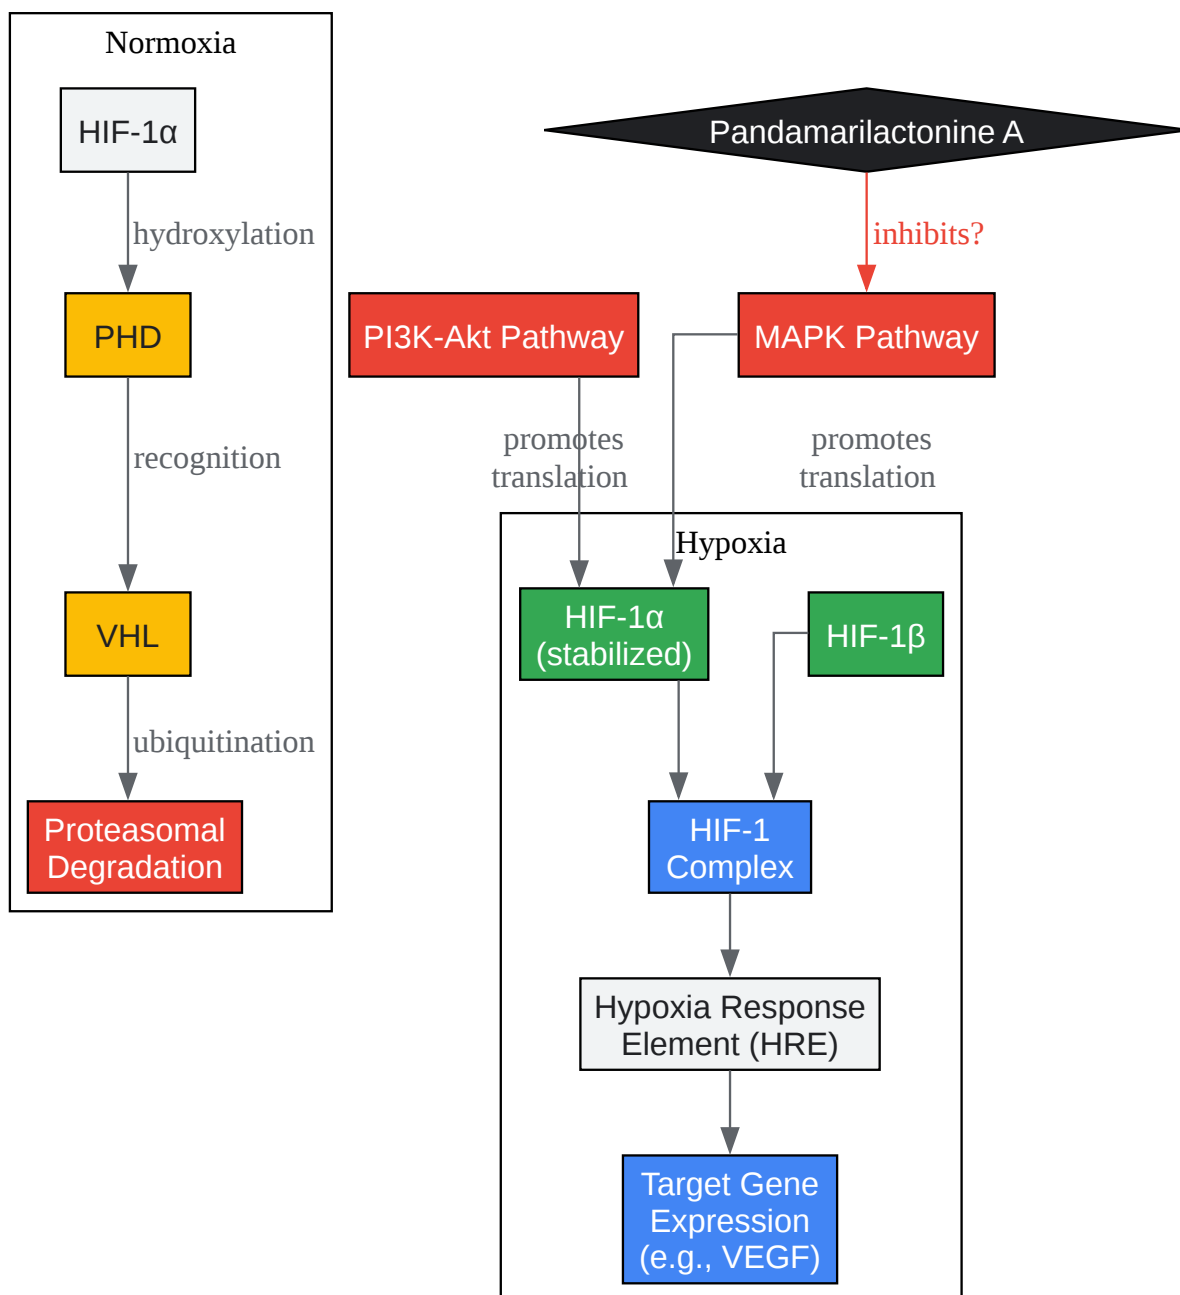 Normoxia
HIF-1α
hydroxylation
PHD
recognition
VHL
ubiquitination
Proteasomal
Degradation
Pandamarilactonine A
inhibits?
PI3K-Akt Pathway
MAPK Pathway
promotes
translation
promotes
translation
Hypoxia
HIF-1α
(stabilized)
HIF-1β
HIF-1
Complex
Hypoxia Response
Element (HRE)
Target Gene
Expression
(e.g., VEGF)